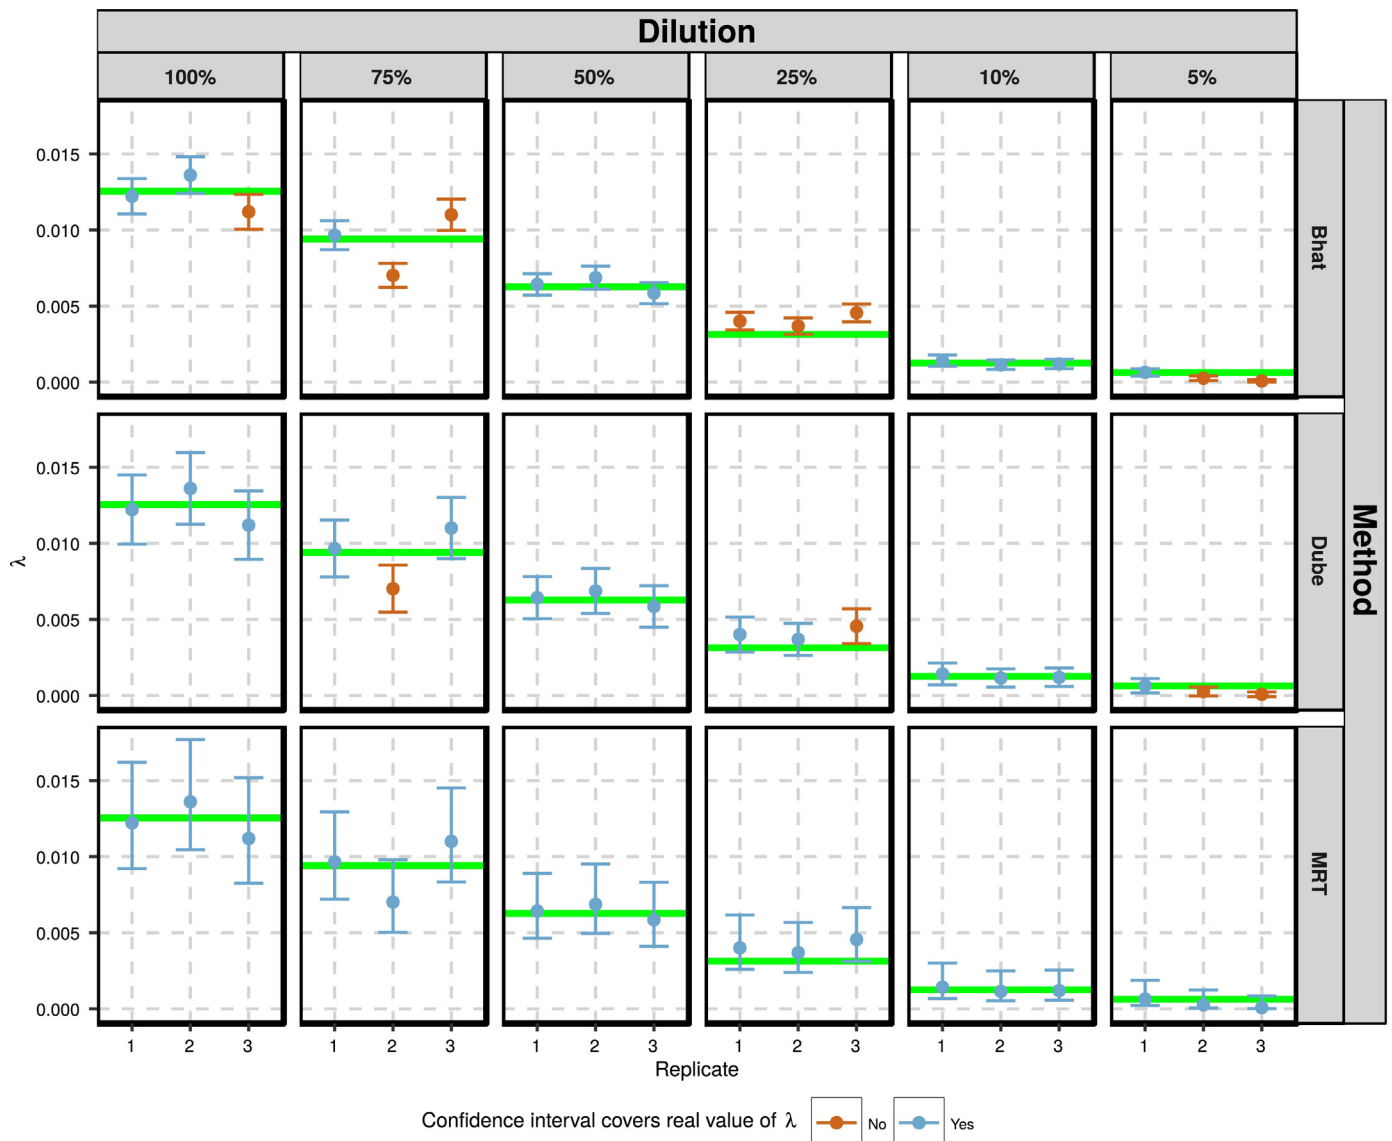 Dilution
100% 75% 50% 25% 10% 5%
0.015
0.010
0.005
0.000
Bhat
0.015
0.010
0.005
0.000
Dube
0.015
0.010
0.005
0.000
MRT
λ
Method
1 2 3 1 2 3 1 2 3 1 2 3 1 2 3 1 2 3
Replicate
Confidence interval covers real value of λ No Yes